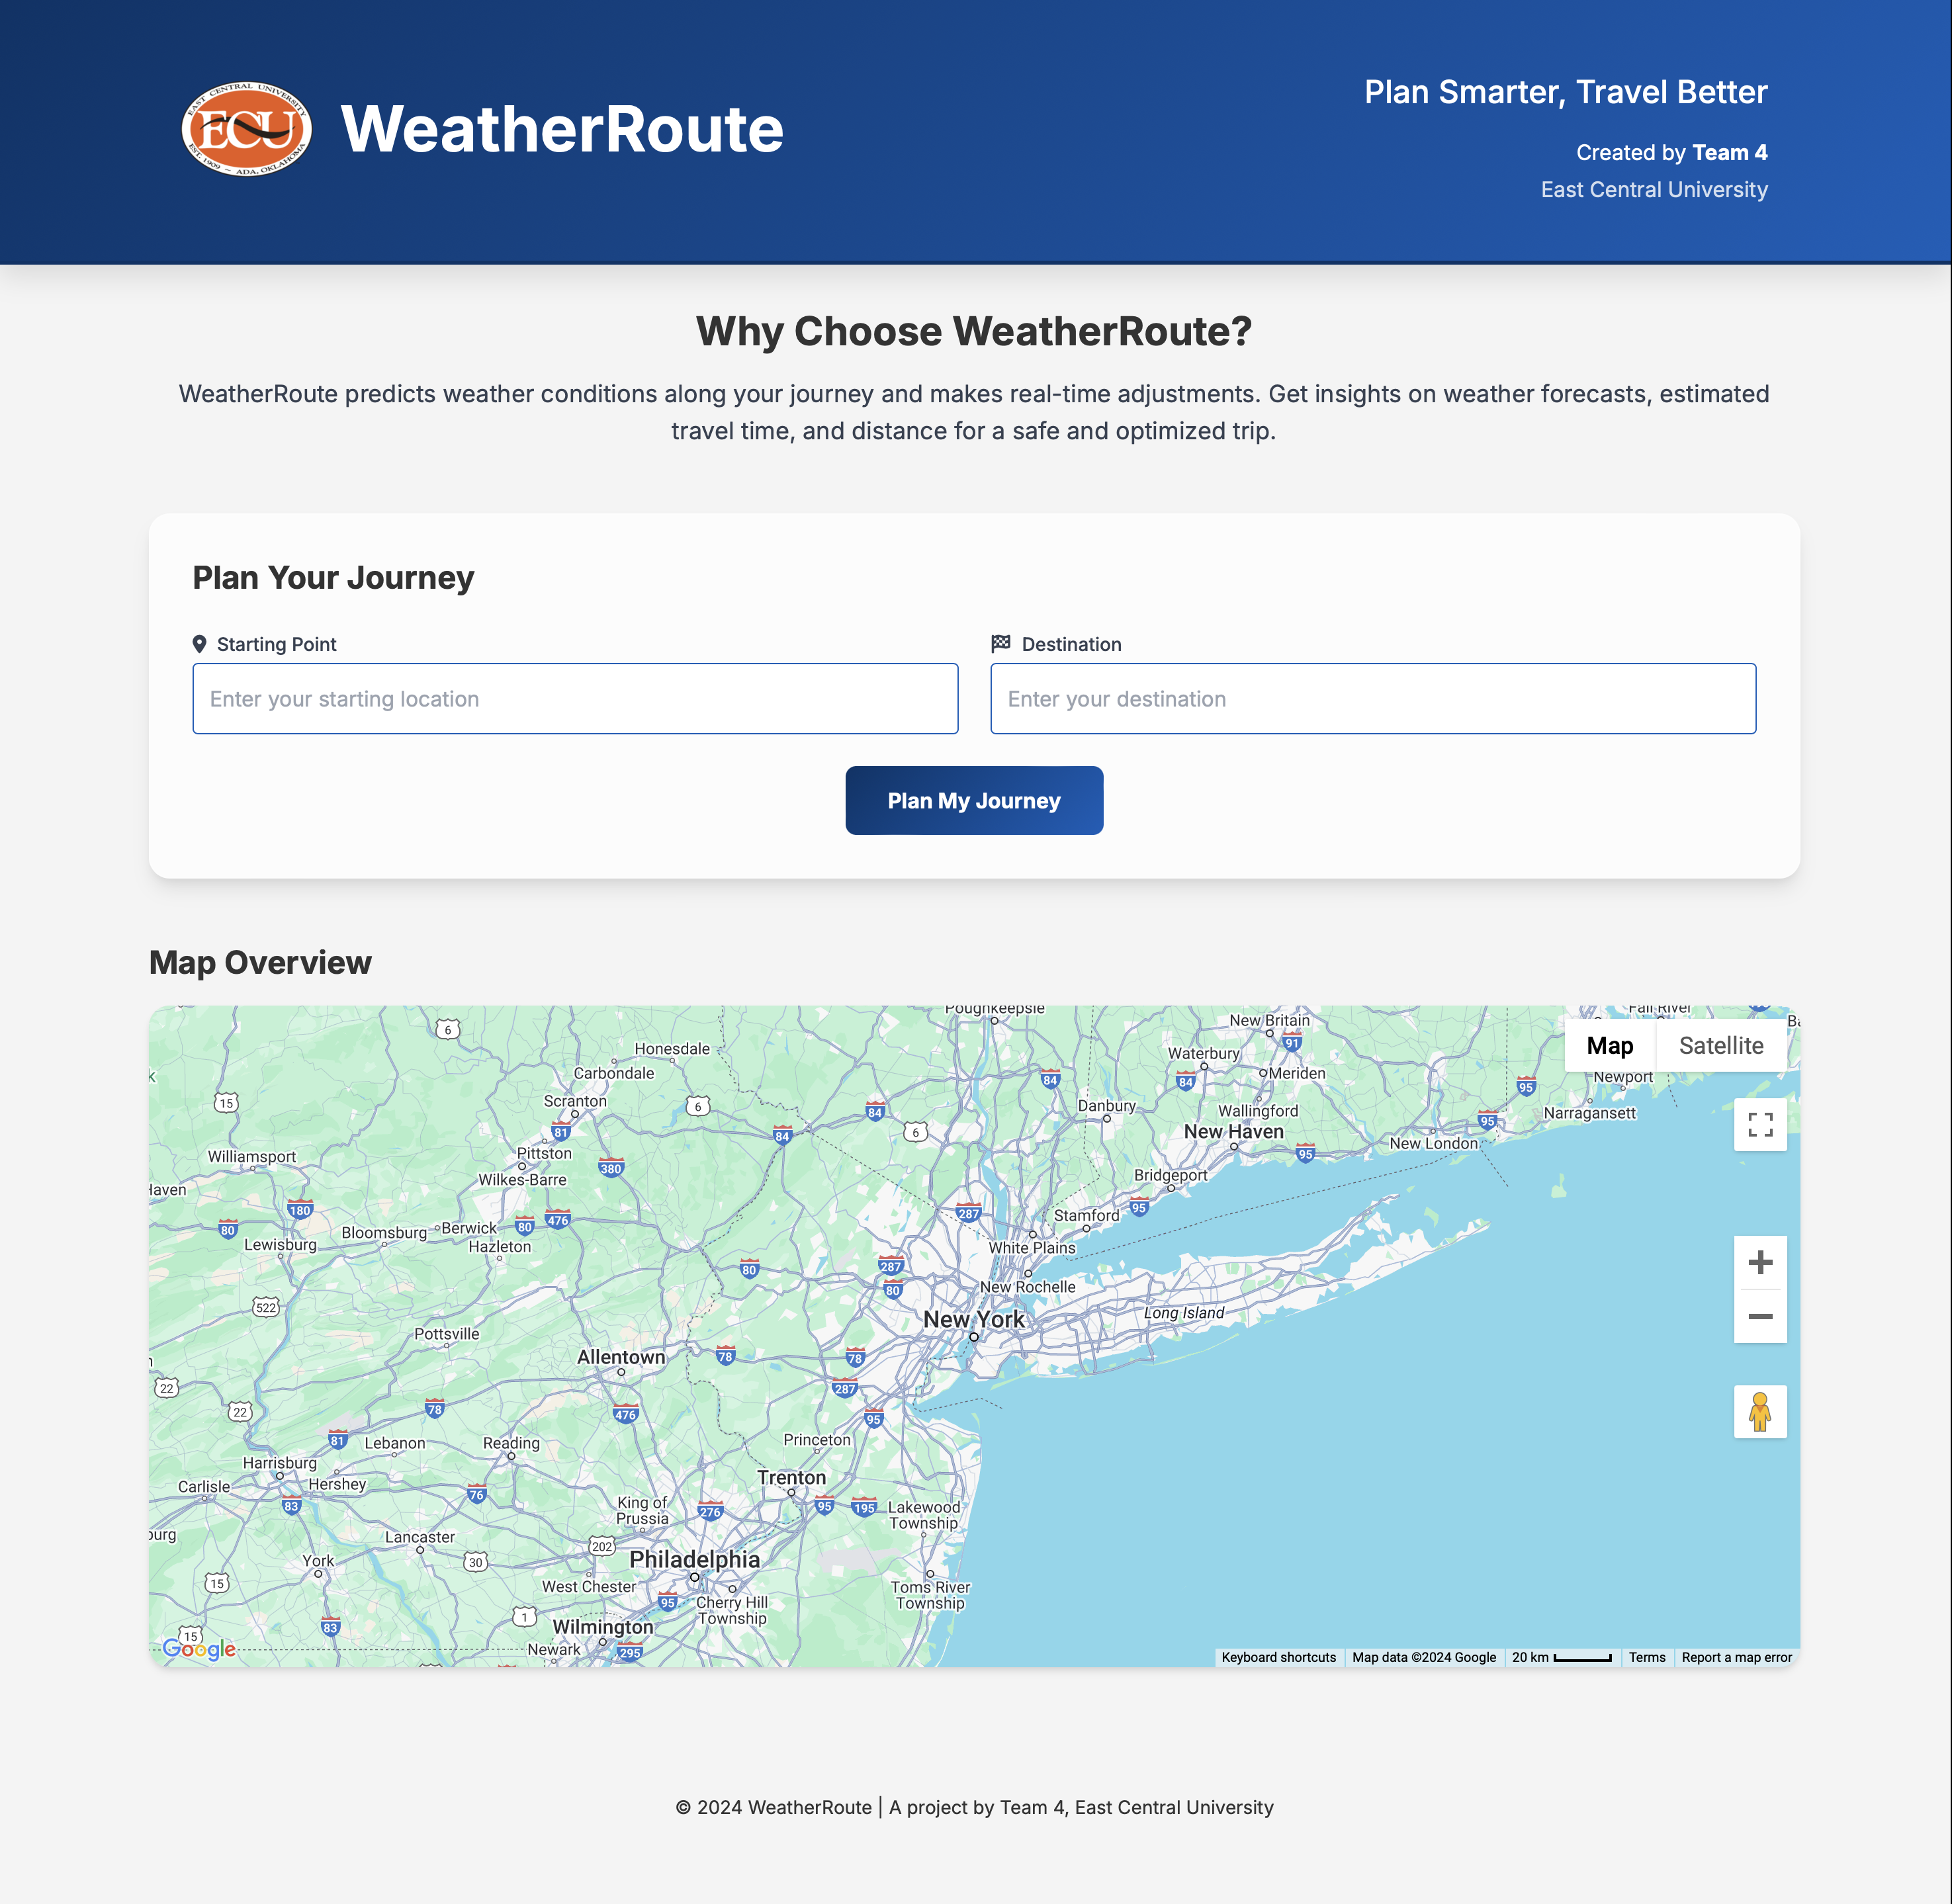 EAST CENTRAL UNIVERSITY
ECU
EST. 1909 – ADA, OKLAHOMA
WeatherRoute
Plan Smarter, Travel Better
Created by Team 4
East Central University
Why Choose WeatherRoute?
WeatherRoute predicts weather conditions along your journey and makes real-time adjustments. Get insights on weather forecasts, estimated
travel time, and distance for a safe and optimized trip.
Plan Your Journey
Starting Point
Destination
Enter your starting location
Enter your destination
Plan My Journey
Map Overview
Poughkeepsie
Fall River
6
New Britain
91
Map
Satellite
Honesdale
Waterbury
Carbondale
84
84
Meriden
Newport
95
15
Scranton
6
84
Danbury
Wallingford
Narragansett
81
84
6
New Haven
95
New London
Pittston
95
Williamsport
380
Wilkes-Barre
Bridgeport
Haven
180
476
287
Stamford
95
80
Bloomsburg
Berwick
80
Lewisburg
Hazleton
White Plains
80
287
80
New Rochelle
522
New York
Long Island
Pottsville
Allentown
78
78
22
287
78
22
476
95
81
Lebanon
Reading
Princeton
Harrisburg
Trenton
Carlisle
Hershey
83
76
King of
Prussia
276
95
195
Lakewood
Township
burg
Lancaster
202
York
30
Philadelphia
15
West Chester
Toms River
Township
95
Cherry Hill
Township
1
83
Wilmington
15
Newark
295
Google
Keyboard shortcuts
Map data ©2024 Google
20 km
Terms
Report a map error
© 2024 WeatherRoute | A project by Team 4, East Central University